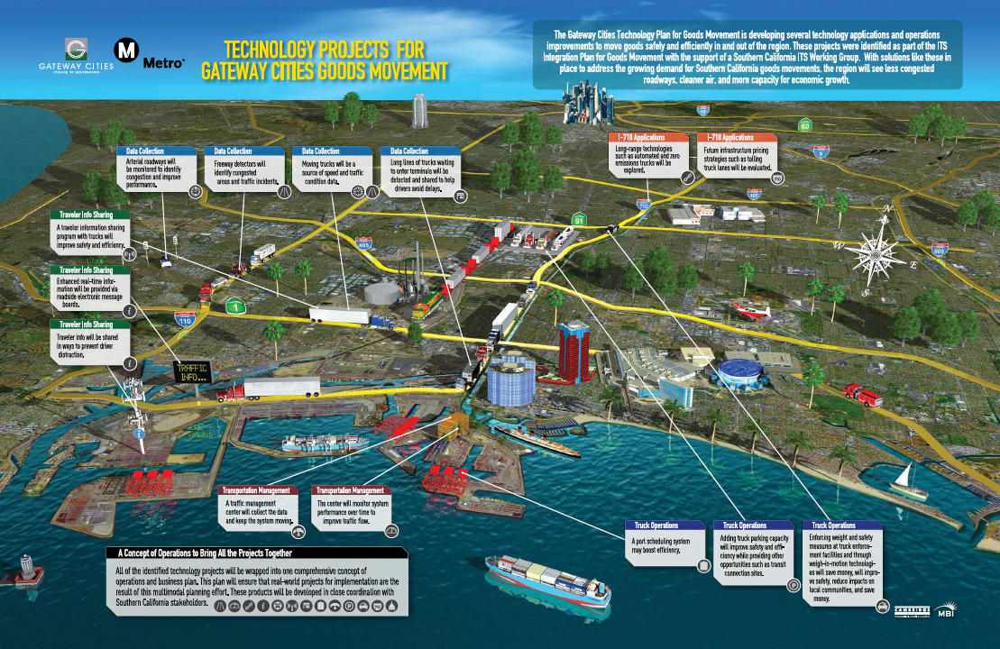 GATEWAY CITIES
COUNCIL OF GOVERNMENTS
M
Metro
TECHNOLOGY PROJECTS FOR
GATEWAY CITIES GOODS MOVEMENT
The Gateway Cities Technology Plan for Goods Movement is developing several technology applications and operations
improvements to move goods safely and efficiently in and out of the region. These projects were identified as part of the ITS
Integration Plan for Goods Movement with the support of a Southern California ITS Working Group. With solutions like these in
place to address the growing demand for Southern California goods movements, the region will see less congested
roadways, cleaner air, and more capacity for economic growth.
10
60
5
Data Collection
Arterial roadways will
be monitored to identify
congestion and improve
performance.
Data Collection
Freeway detectors will
identify congested
areas and traffic incidents.
Data Collection
Moving trucks will be a
source of speed and traffic
condition data.
Data Collection
Long lines of trucks waiting
to enter terminals will be
detected and shared to help
drivers avoid delays.
I-710 Applications
Long-range technologies
such as automated and zero
emissions trucks will be
explored.
I-710 Applications
Future infrastructure pricing
strategies such as tolling
truck lanes will be evaluated.
105
710
91
405
605
N
W
E
S
Traveler Info Sharing
A traveler information sharing
program with trucks will
improve safety and efficiency.
Traveler Info Sharing
Enhanced real-time infor-
mation will be provided via
roadside electronic message
boards.
Traveler Info Sharing
Traveler info will be shared
in ways to prevent driver
distraction.
1
110
TRAFFIC
INFO...
Transportation Management
A traffic management
center will collect the data
and keep the system moving.
Transportation Management
The center will monitor system
performance over time to
improve traffic flow.
Truck Operations
A port scheduling system
may boost efficiency.
Truck Operations
Adding truck parking capacity
will improve safety and effi-
ciency while providing other
opportunities such as transit
connection sites.
P
Truck Operations
Enforcing weight and safety
measures at truck enforce-
ment facilities and through
weigh-in-motion technologi-
es will save money, will impro-
ve safety, reduce impacts on
local communities, and save
money.
A Concept of Operations to Bring All the Projects Together
All of the identified technology projects will be wrapped into one comprehensive concept of
operations and business plan. This plan will ensure that real-world projects for implementation are the
result of this multimodal planning effort. These products will be developed in close coordination with
Southern California stakeholders.
CAMBRIDGE
MBI